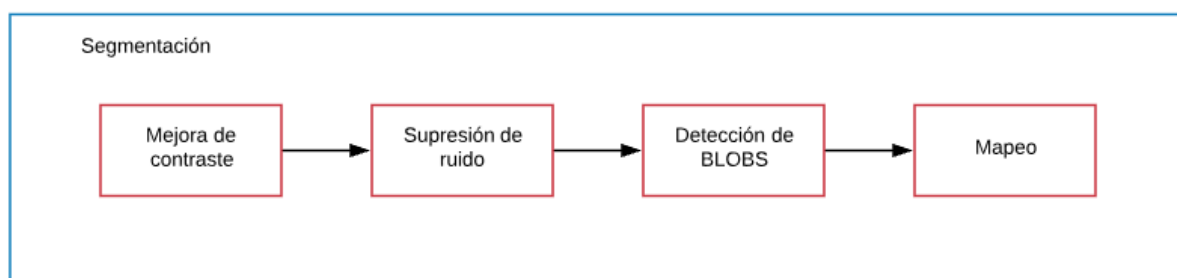 Segmentación
Mejora de
contraste
Supresión de
ruido
Detección de
BLOBS
Mapeo